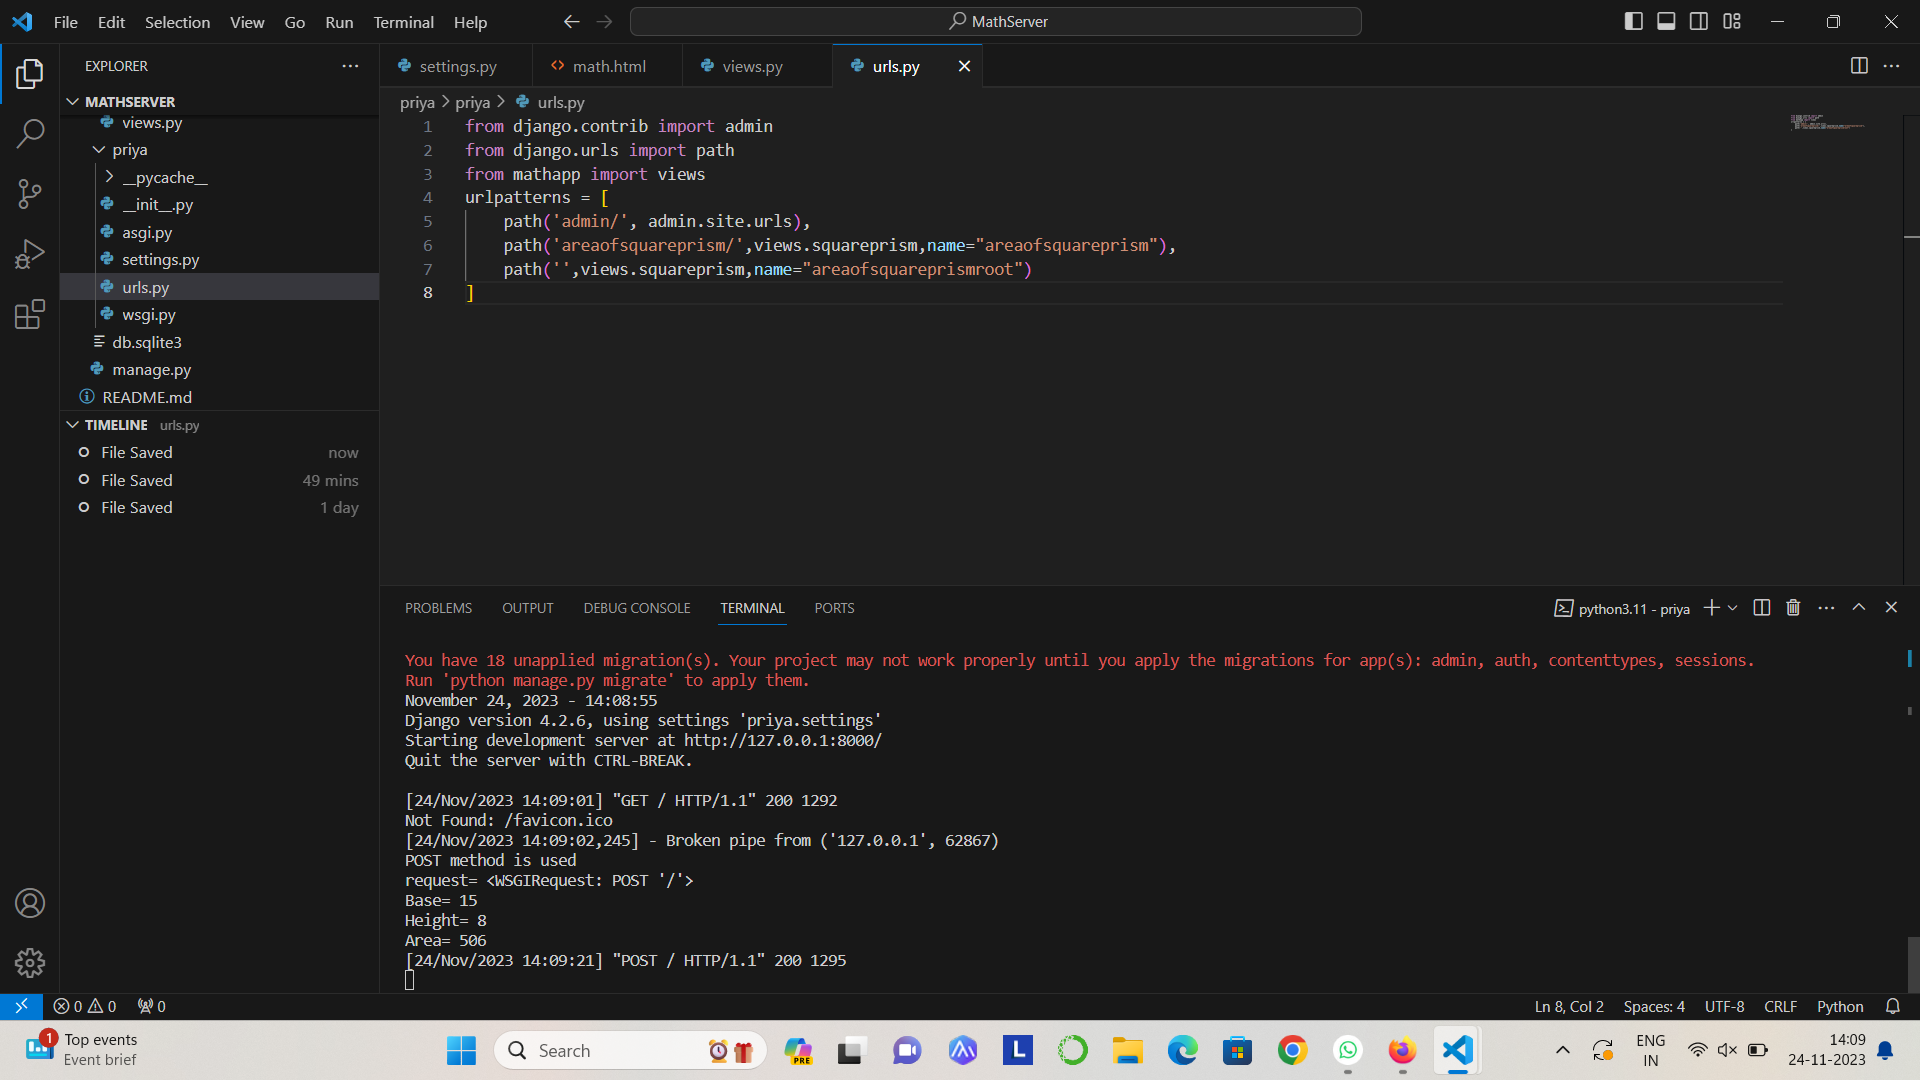 File Edit Selection View Go Run Terminal Help MathServer
EXPLORER
settings.py math.html views.py urls.py
MATHSERVER
priya > priya > urls.py
views.py
priya
__pycache__
__init__.py
asgi.py
settings.py
urls.py
wsgi.py
db.sqlite3
manage.py
README.md
TIMELINE urls.py
File Saved now
File Saved 49 mins
File Saved 1 day
1 from django.contrib import admin
2 from django.urls import path
3 from mathapp import views
4 urlpatterns = [
5 path('admin/', admin.site.urls),
6 path('areaofsquareprism/',views.squareprism,name="areaofsquareprism"),
7 path('',views.squareprism,name="areaofsquareprismroot")
8 ]
PROBLEMS OUTPUT DEBUG CONSOLE TERMINAL PORTS python3.11 - priya
You have 18 unapplied migration(s). Your project may not work properly until you apply the migrations for app(s): admin, auth, contenttypes, sessions.
Run 'python manage.py migrate' to apply them.
November 24, 2023 - 14:08:55
Django version 4.2.6, using settings 'priya.settings'
Starting development server at http://127.0.0.1:8000/
Quit the server with CTRL-BREAK.
[24/Nov/2023 14:09:01] "GET / HTTP/1.1" 200 1292
Not Found: /favicon.ico
[24/Nov/2023 14:09:02,245] - Broken pipe from ('127.0.0.1', 62867)
POST method is used
request= <WSGIRequest: POST '/'>
Base= 15
Height= 8
Area= 506
[24/Nov/2023 14:09:21] "POST / HTTP/1.1" 200 1295
0 0 0 Ln 8, Col 2 Spaces: 4 UTF-8 CRLF Python
1 Top events
Event brief
Search
PRE
L
ENG
IN
14:09
24-11-2023